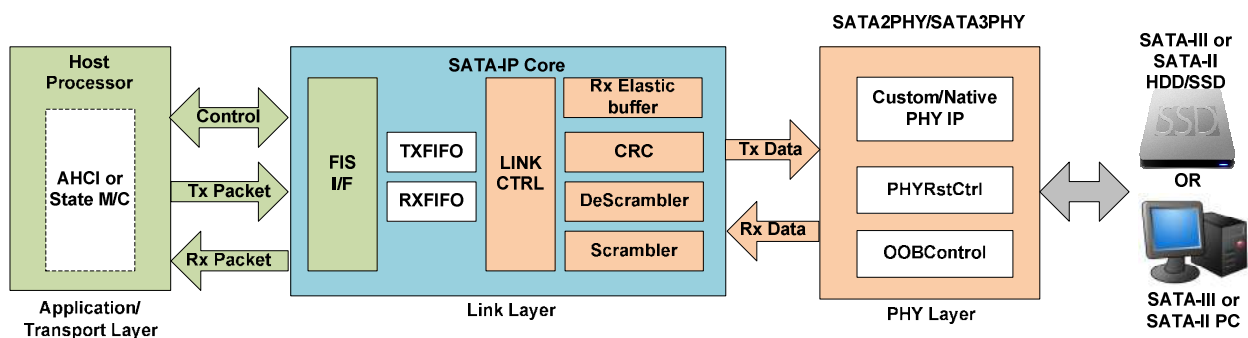 Host
Processor
AHCI or
State M/C
Application/
Transport Layer
Control
Tx Packet
Rx Packet
SATA-IP Core
FIS
I/F
TXFIFO
RXFIFO
LINK
CTRL
Rx Elastic
buffer
CRC
DeScrambler
Scrambler
Link Layer
Tx Data
Rx Data
SATA2PHY/SATA3PHY
Custom/Native
PHY IP
PHYRstCtrl
OOBControl
PHY Layer
SATA-III or
SATA-II
HDD/SSD
SSD
OR
SATA-III or
SATA-II PC